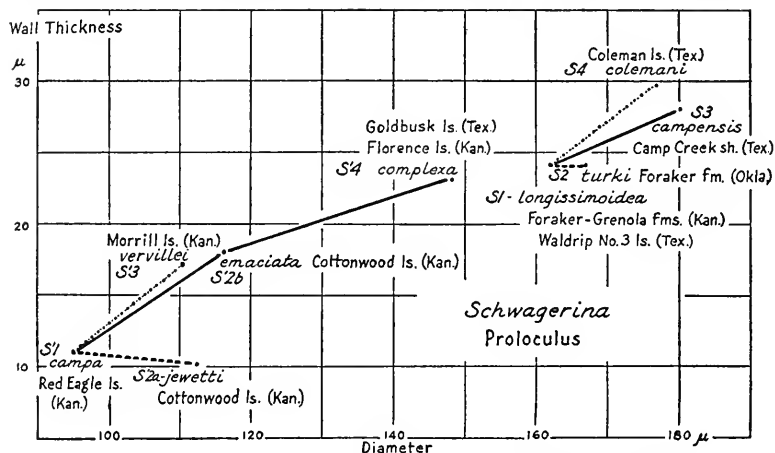 Wall Thickness
μ
30
20
10
Coleman ls. (Tex.)
S4 colemani
S3
campensis
Camp Creek sh. (Tex.)
Goldbusk ls. (Tex.)
Florence ls. (Kan.)
S'4 complexa
S2 turki Foraker fm. (Okla)
S1-longissimoidea
Foraker-Grenola fms. (Kan.)
Waldrip No.3 ls. (Tex.)
Morrill ls. (Kan.)
vervillei
S'3
emaciata Cottonwood ls. (Kan.)
S'2b
Schwagerina
Proloculus
S'1
campa
Red Eagle ls.
(Kan.)
S'2a-jewetti
Cottonwood ls. (Kan.)
100 120 140 160 180 μ
Diameter